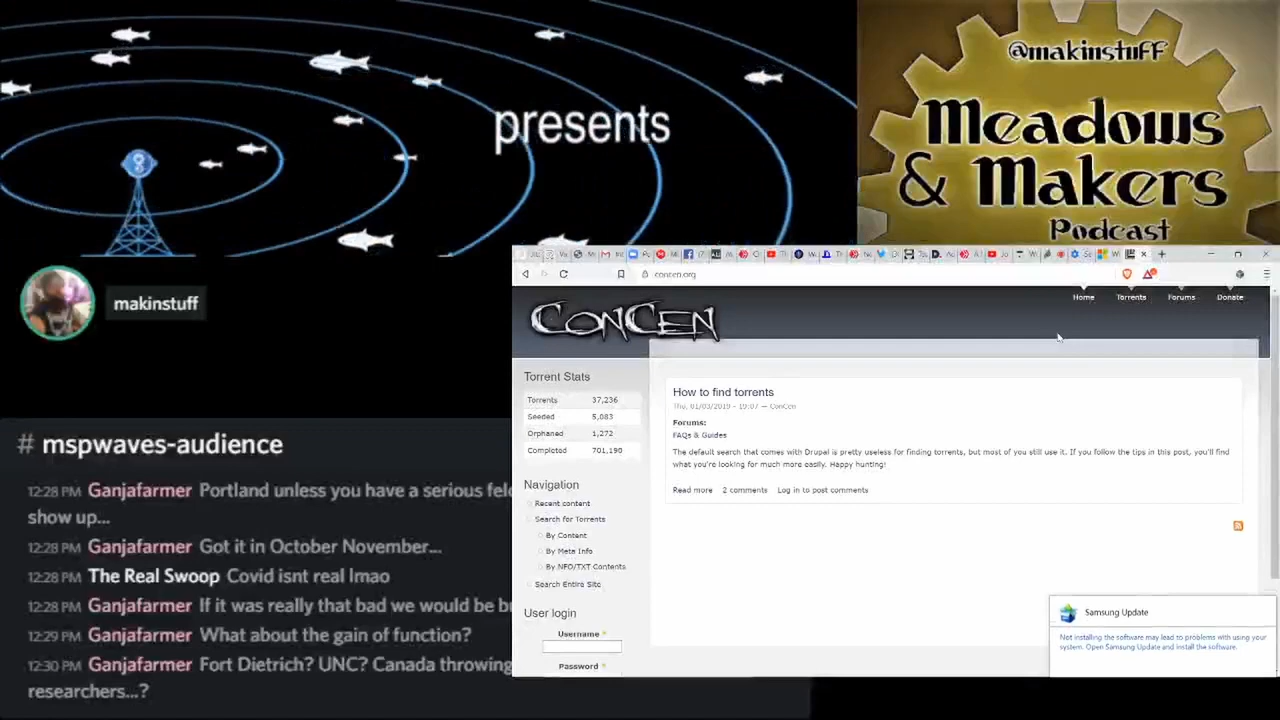 presents
@makinstuff
Meadows
& Makers
Podcast
makinstuff
# mspwaves-audience
12:28 PM Ganjafarmer Portland unless you have a serious
show up...
12:28 PM Ganjafarmer Got it in October November...
12:28 PM The Real Swoop Covid isnt real lmao
12:28 PM Ganjafarmer If it was really that bad we would be
12:29 PM Ganjafarmer What about the gain of function?
12:30 PM Ganjafarmer Fort Dietrich? UNC? Canada throwing
researchers...?
concen.org
Home Torrents Forums Donate
CONCEN
Torrent Stats
Torrents 37,236
Seeded 5,083
Orphaned 1,272
Completed 701,190
Navigation
Recent content
Search for Torrents
By Content
By Meta Info
By NFO/TXT Contents
Search Entire Site
User login
Username *
Password *
How to find torrents
Thu, 01/03/2019 - 19:07 — ConCen
Forums:
FAQs & Guides
The default search that comes with Drupal is pretty useless for finding torrents, but most of you still use it. If you follow the tips in this post, you'll find
what you're looking for much more easily. Happy hunting!
Read more 2 comments Log in to post comments
Samsung Update
Not installing the software may lead to problems with using your
system. Open Samsung Update and install the software.